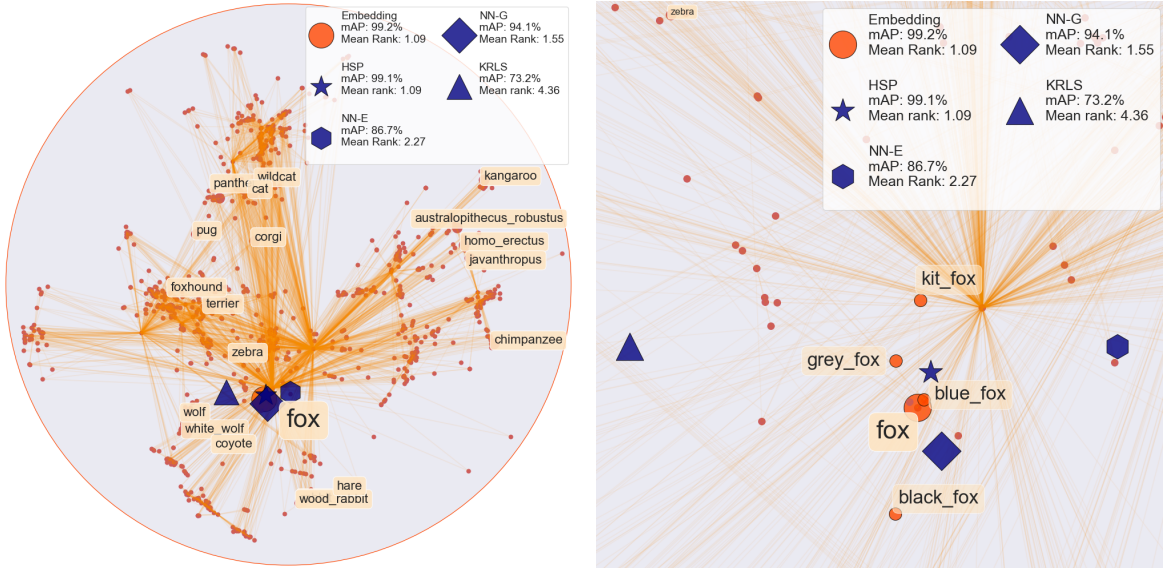 Embedding
mAP: 99.2%
Mean Rank: 1.09
NN-G
mAP: 94.1%
Mean Rank: 1.55
HSP
mAP: 99.1%
Mean rank: 1.09
KRLS
mAP: 73.2%
Mean rank: 4.36
NN-E
mAP: 86.7%
Mean Rank: 2.27
wildcat
panthe
cat
kangaroo
pug
corgi
australopithecus_robustus
homo_erectus
javanthropus
foxhound
terrier
chimpanzee
zebra
wolf
fox
white_wolf
coyote
hare
wood_rabbit
zebra
Embedding
mAP: 99.2%
Mean Rank: 1.09
NN-G
mAP: 94.1%
Mean Rank: 1.55
HSP
mAP: 99.1%
Mean rank: 1.09
KRLS
mAP: 73.2%
Mean rank: 4.36
NN-E
mAP: 86.7%
Mean Rank: 2.27
kit_fox
grey_fox
blue_fox
fox
black_fox